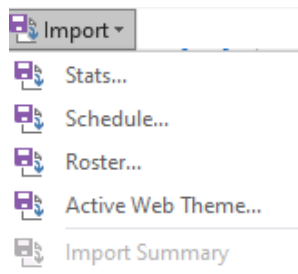 Import
Stats...
Schedule...
Roster...
Active Web Theme...
Import Summary